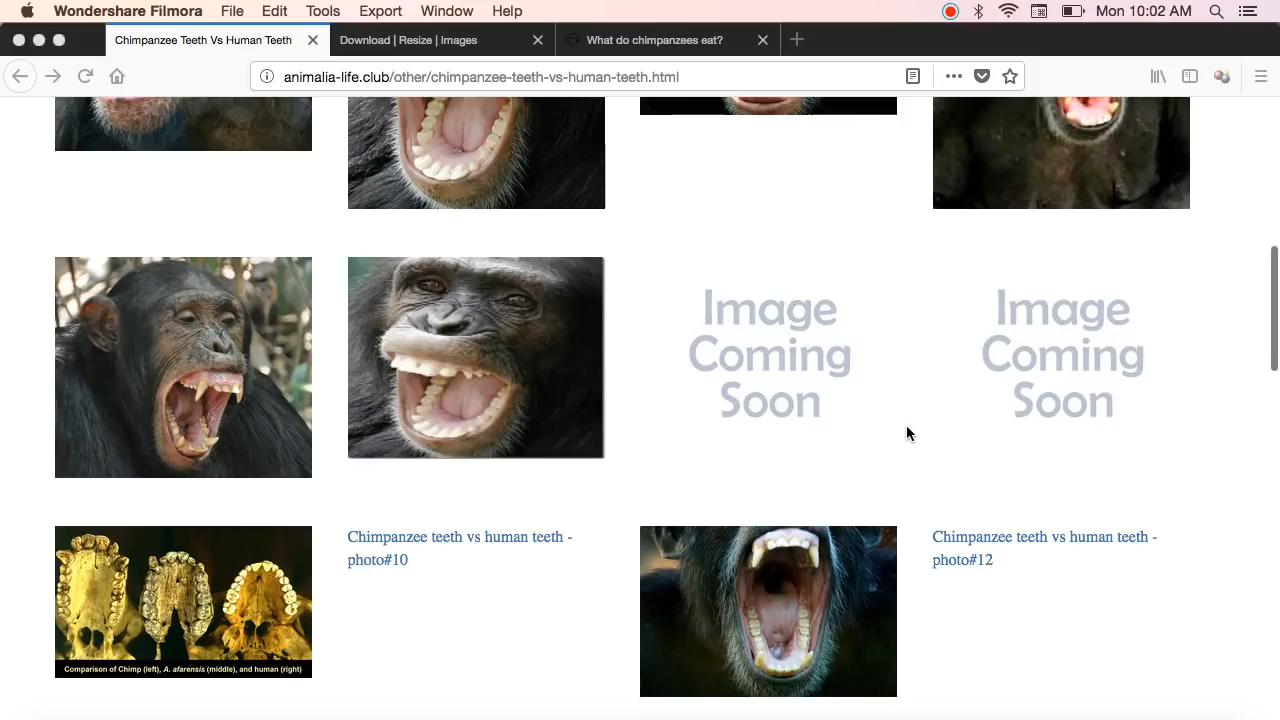 Wondershare Filmora File Edit Tools Export Window Help Mon 10:02 AM
Chimpanzee Teeth Vs Human Teeth Download | Resize | Images What do chimpanzees eat?
animalia-life.club/other/chimpanzee-teeth-vs-human-teeth.html
Image
Coming
Soon
Image
Coming
Soon
Comparison of Chimp (left), A. afarensis (middle), and human (right)
Chimpanzee teeth vs human teeth -
photo#10
Chimpanzee teeth vs human teeth -
photo#12